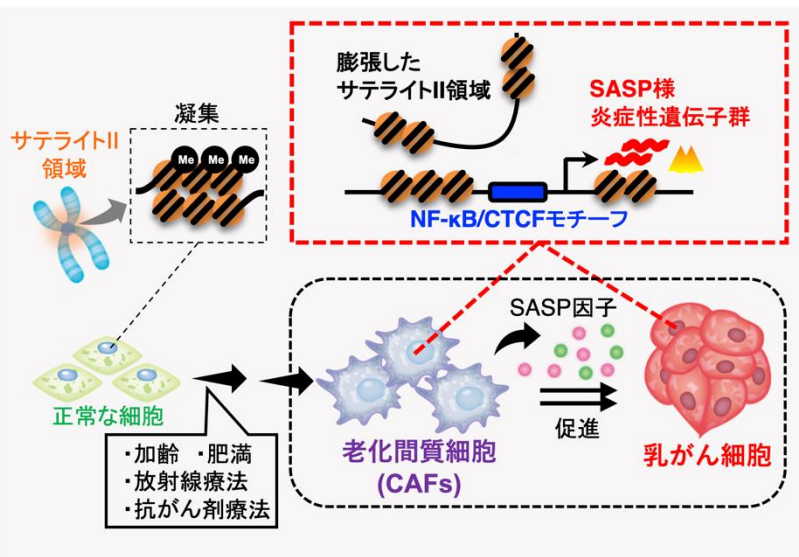 サテライトII
領域
凝集
Me Me Me
膨張した
サテライトII領域
SASP様
炎症性遺伝子群
NF-κB/CTCFモチーフ
正常な細胞
・加齢 ・肥満
・放射線療法
・抗がん剤療法
老化間質細胞
(CAFs)
SASP因子
促進
乳がん細胞